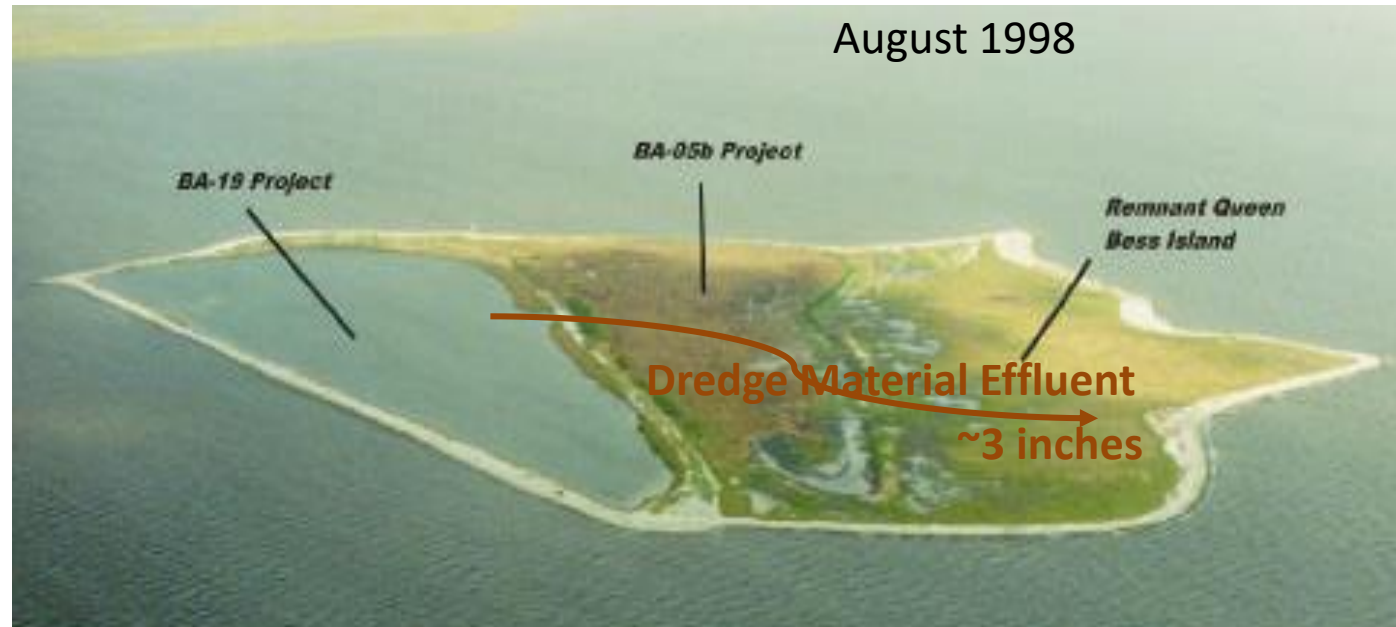 August 1998
BA-05b Project
BA-19 Project
Remnant Queen
Bess Island
Dredge Material Effluent
~3 inches